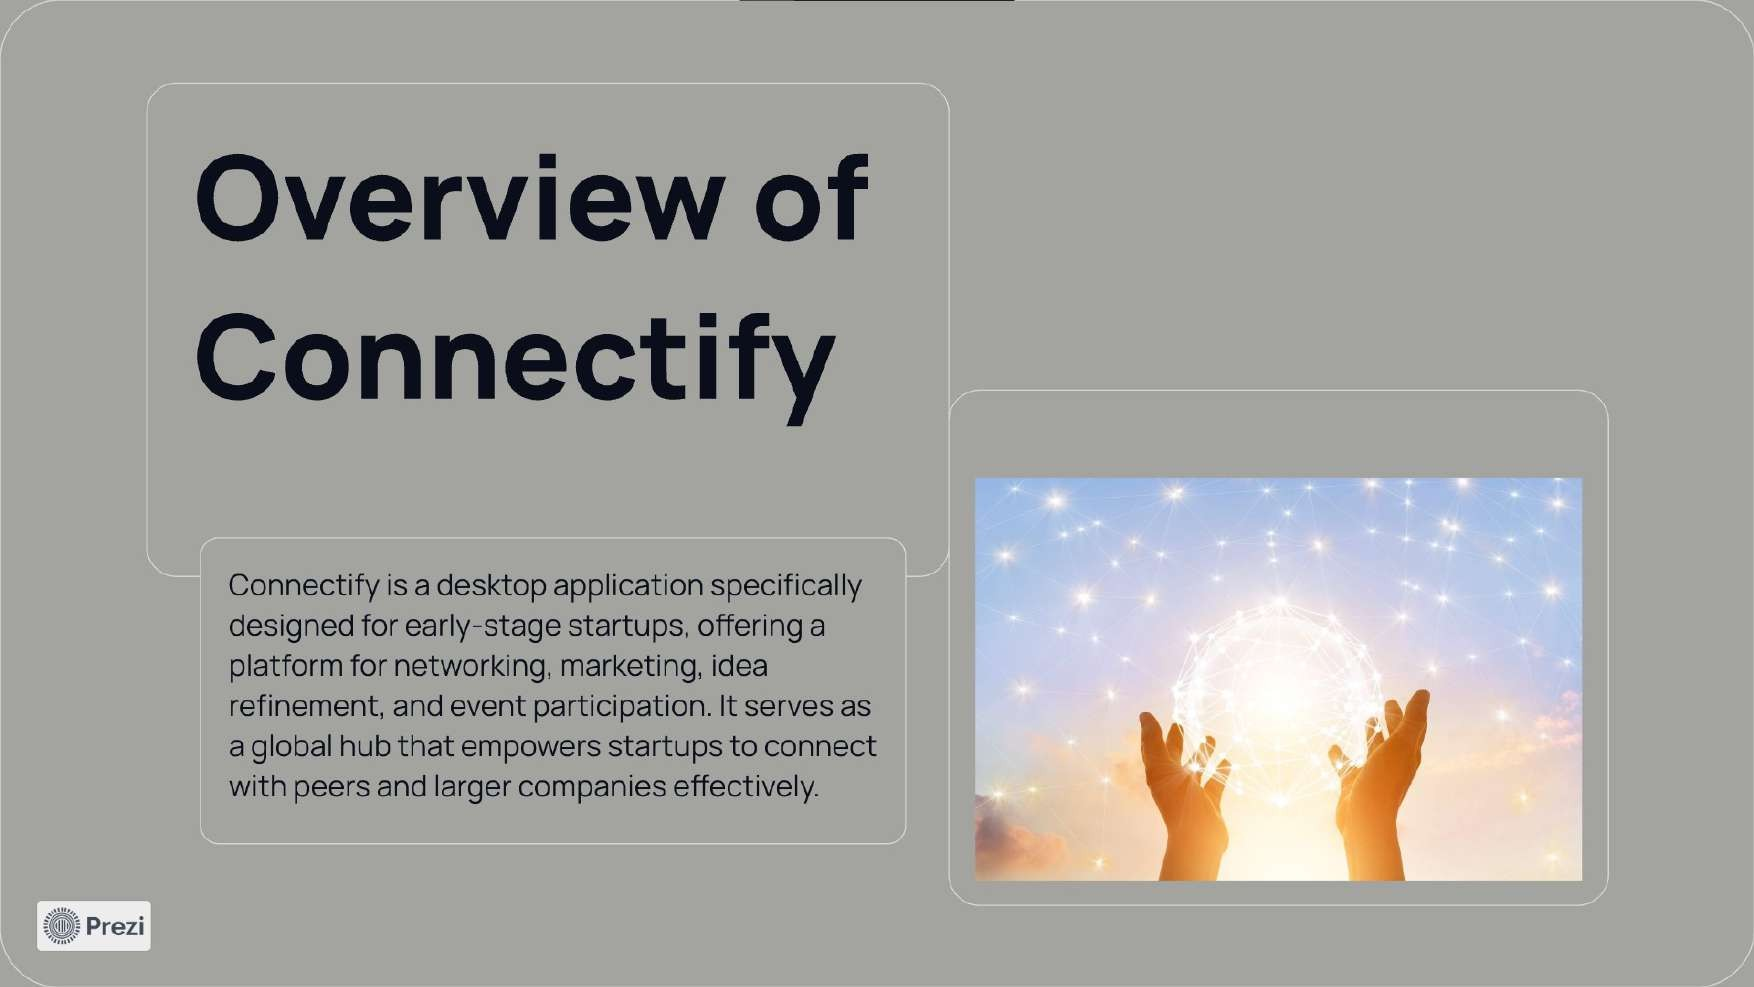 Overview of
Connectify
Connectify is a desktop application specifically
designed for early-stage startups, offering a
platform for networking, marketing, idea
refinement, and event participation. It serves as
a global hub that empowers startups to connect
with peers and larger companies effectively.
Prezi